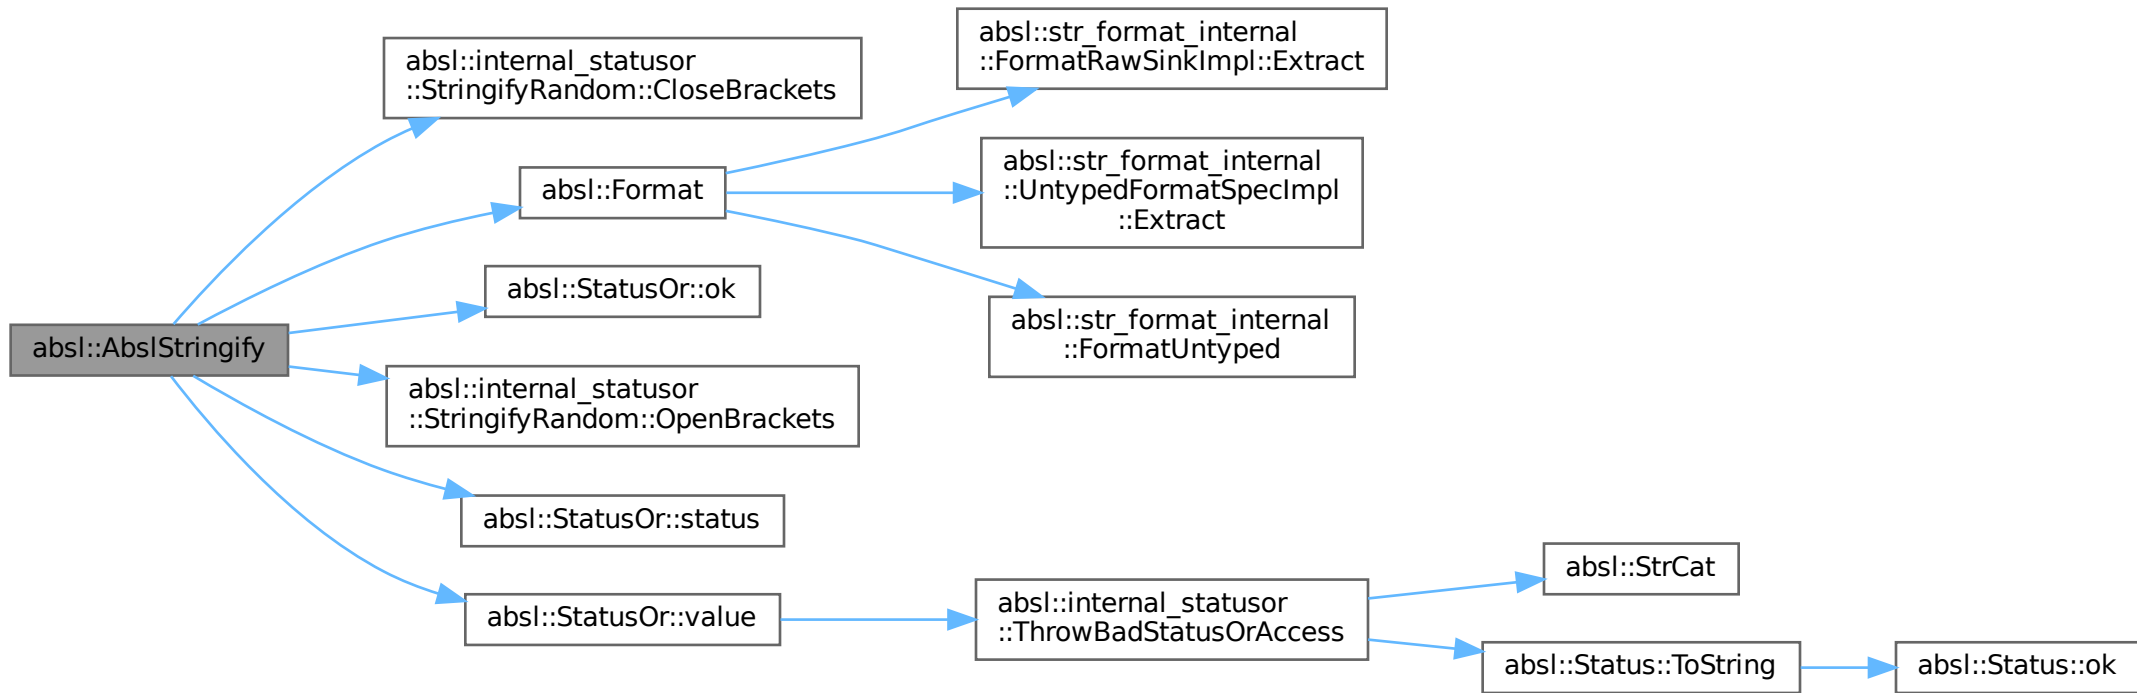 absl::AbslStringify
absl::internal_statusor
::StringifyRandom::CloseBrackets
absl::Format
absl::str_format_internal
::FormatRawSinkImpl::Extract
absl::str_format_internal
::UntypedFormatSpecImpl
::Extract
absl::str_format_internal
::FormatUntyped
absl::StatusOr::ok
absl::internal_statusor
::StringifyRandom::OpenBrackets
absl::StatusOr::status
absl::StatusOr::value
absl::internal_statusor
::ThrowBadStatusOrAccess
absl::StrCat
absl::Status::ToString
absl::Status::ok